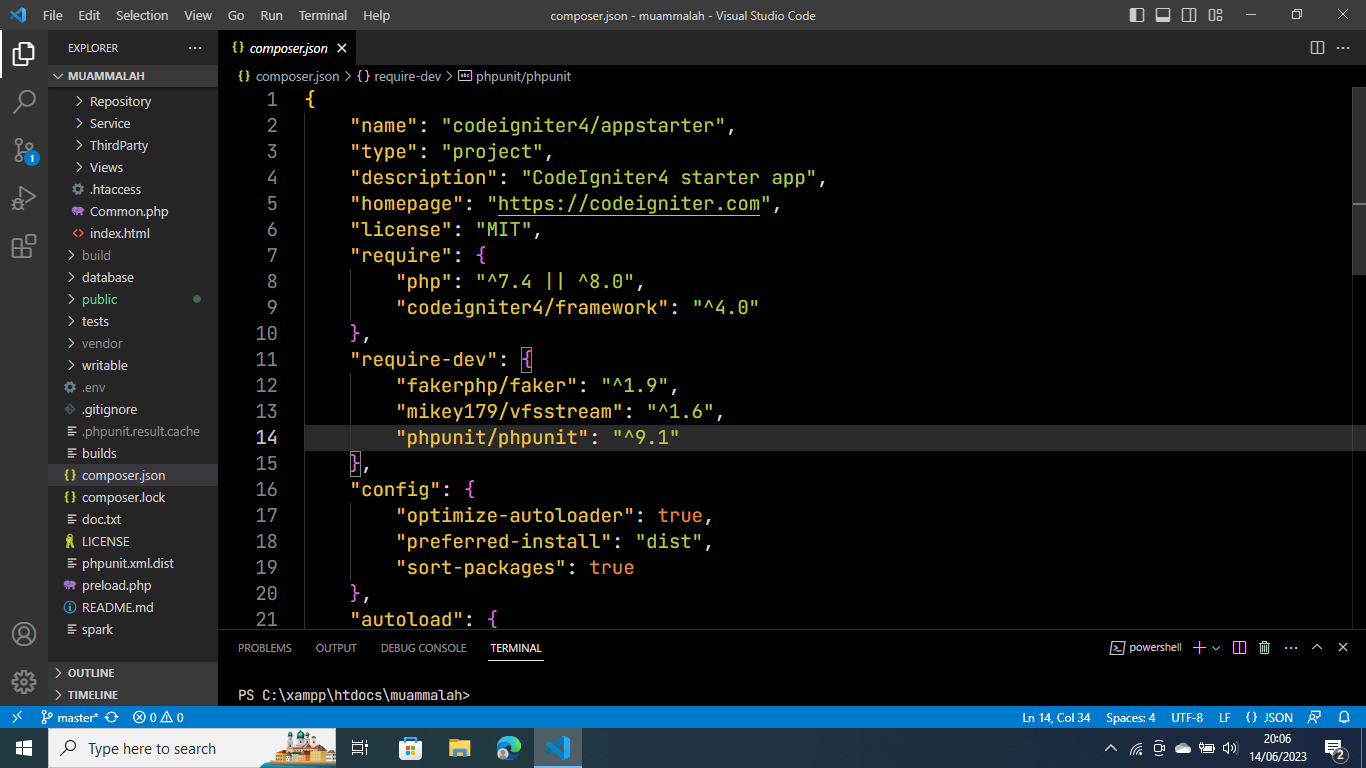 File Edit Selection View Go Run Terminal Help
composer.json - muammalah - Visual Studio Code
EXPLORER
MUAMMALAH
Repository
Service
ThirdParty
Views
.htaccess
Common.php
index.html
build
database
public
tests
vendor
writable
.env
.gitignore
.phpunit.result.cache
builds
composer.json
composer.lock
doc.txt
LICENSE
phpunit.xml.dist
preload.php
README.md
spark
OUTLINE
TIMELINE
1
{} composer.json
{} composer.json > {} require-dev > abc phpunit/phpunit
1 {
2 "name": "codeigniter4/appstarter",
3 "type": "project",
4 "description": "CodeIgniter4 starter app",
5 "homepage": "https://codeigniter.com",
6 "license": "MIT",
7 "require": {
8 "php": "^7.4 || ^8.0",
9 "codeigniter4/framework": "^4.0"
10 },
11 "require-dev": {
12 "fakerphp/faker": "^1.9",
13 "mikey179/vfsstream": "^1.6",
14 "phpunit/phpunit": "^9.1"
15 },
16 "config": {
17 "optimize-autoloader": true,
18 "preferred-install": "dist",
19 "sort-packages": true
20 },
21 "autoload": {
PROBLEMS OUTPUT DEBUG CONSOLE TERMINAL
powershell
PS C:\xampp\htdocs\muammalah>
master* 0 0
Ln 14, Col 34 Spaces: 4 UTF-8 LF {} JSON
Type here to search
20:06
14/06/2023
2